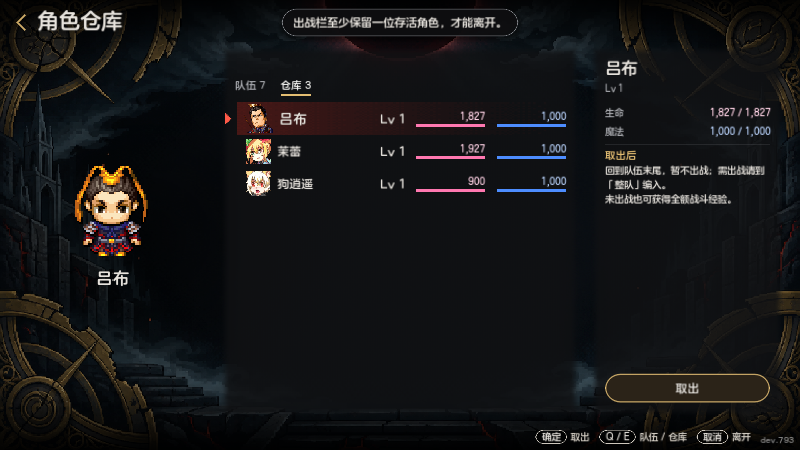 角色仓库
出战栏至少保留一位存活角色，才能离开。
队伍 7 仓库 3
吕布 Lv 1 1,827 1,000
茉蕾 Lv 1 1,927 1,000
狗逍遥 Lv 1 900 1,000
吕布
吕布
Lv 1
生命 1,827 / 1,827
魔法 1,000 / 1,000
取出后
回到队伍末尾，暂不出战；需出战请到
「整队」编入。
未出战也可获得全额战斗经验。
取出
确定 取出 Q / E 队伍 / 仓库 取消 离开
dev.793